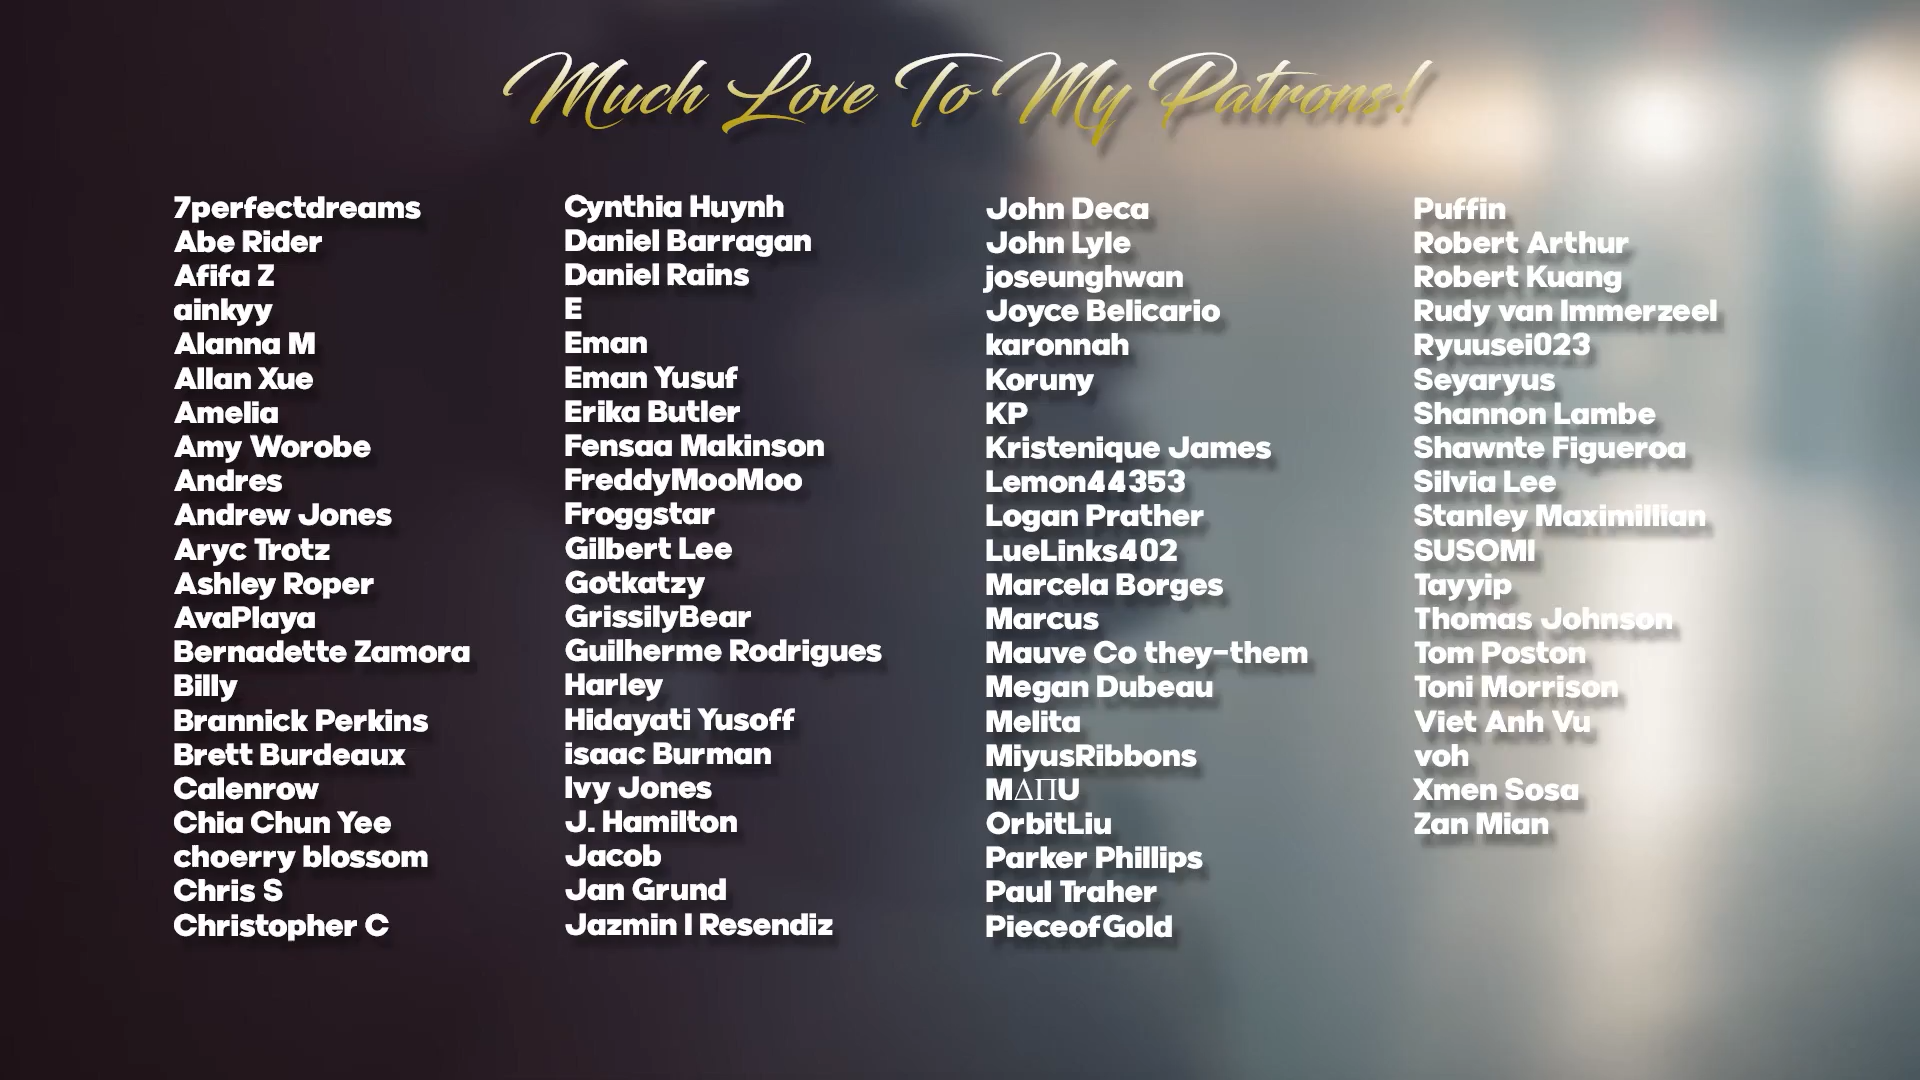 Much Love To My Patrons!
7perfectdreams
Abe Rider
Afifa Z
ainkyy
Alanna M
Allan Xue
Amelia
Amy Worobe
Andres
Andrew Jones
Aryc Trotz
Ashley Roper
AvaPlaya
Bernadette Zamora
Billy
Brannick Perkins
Brett Burdeaux
Calenrow
Chia Chun Yee
choerry blossom
Chris S
Christopher C
Cynthia Huynh
Daniel Barragan
Daniel Rains
E
Eman
Eman Yusuf
Erika Butler
Fensaa Makinson
FreddyMooMoo
Froggstar
Gilbert Lee
Gotkatzy
GrissilyBear
Guilherme Rodrigues
Harley
Hidayati Yusoff
isaac Burman
Ivy Jones
J. Hamilton
Jacob
Jan Grund
Jazmin I Resendiz
John Deca
John Lyle
joseunghwan
Joyce Belicario
karonnah
Koruny
KP
Kristenique James
Lemon44353
Logan Prather
LueLinks402
Marcela Borges
Marcus
Mauve Co they-them
Megan Dubeau
Melita
MiyusRibbons
MΔΠU
OrbitLiu
Parker Phillips
Paul Traher
PieceofGold
Puffin
Robert Arthur
Robert Kuang
Rudy van Immerzeel
Ryuusei023
Seyaryus
Shannon Lambe
Shawnte Figueroa
Silvia Lee
Stanley Maximillian
SUSOMI
Tayyip
Thomas Johnson
Tom Poston
Toni Morrison
Viet Anh Vu
voh
Xmen Sosa
Zan Mian